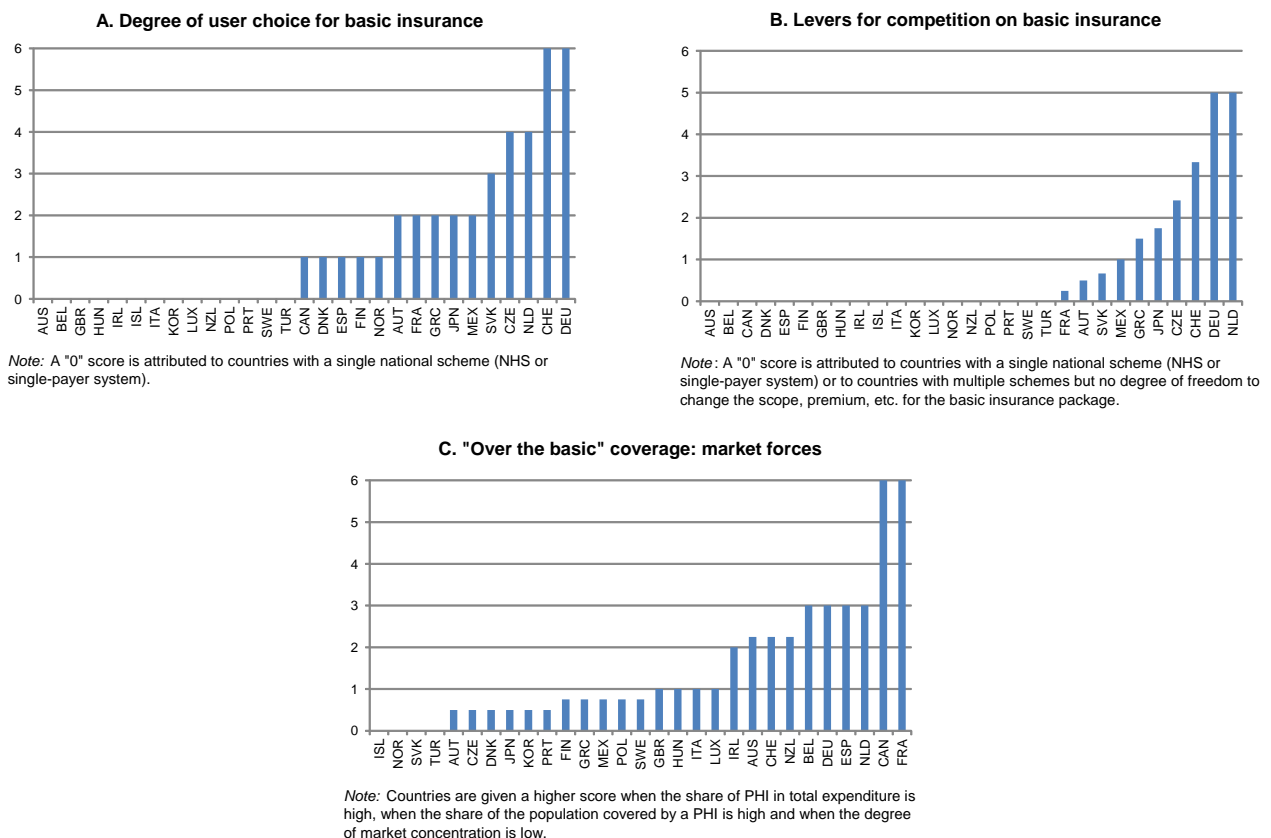 A. Degree of user choice for basic insurance
6
5
4
3
2
1
0
AUS BEL GBR HUN IRL ISL ITA KOR LUX NZL POL PRT SWE TUR CAN DNK ESP FIN NOR AUT FRA GRC JPN MEX SVK CZE NLD CHE DEU
Note: A "0" score is attributed to countries with a single national scheme (NHS or
single-payer system).
B. Levers for competition on basic insurance
6
5
4
3
2
1
0
AUS BEL CAN DNK ESP FIN GBR HUN IRL ISL ITA KOR LUX NOR NZL POL PRT SWE TUR FRA AUT SVK MEX GRC JPN CZE CHE DEU NLD
Note: A "0" score is attributed to countries with a single national scheme (NHS or
single-payer system) or to countries with multiple schemes but no degree of freedom to
change the scope, premium, etc. for the basic insurance package.
C. "Over the basic" coverage: market forces
6
5
4
3
2
1
0
ISL NOR SVK TUR AUT CZE DNK JPN KOR PRT FIN GRC MEX POL SWE GBR HUN ITA LUX IRL AUS CHE NZL BEL DEU ESP NLD CAN FRA
Note: Countries are given a higher score when the share of PHI in total expenditure is
high, when the share of the population covered by a PHI is high and when the degree
of market concentration is low.